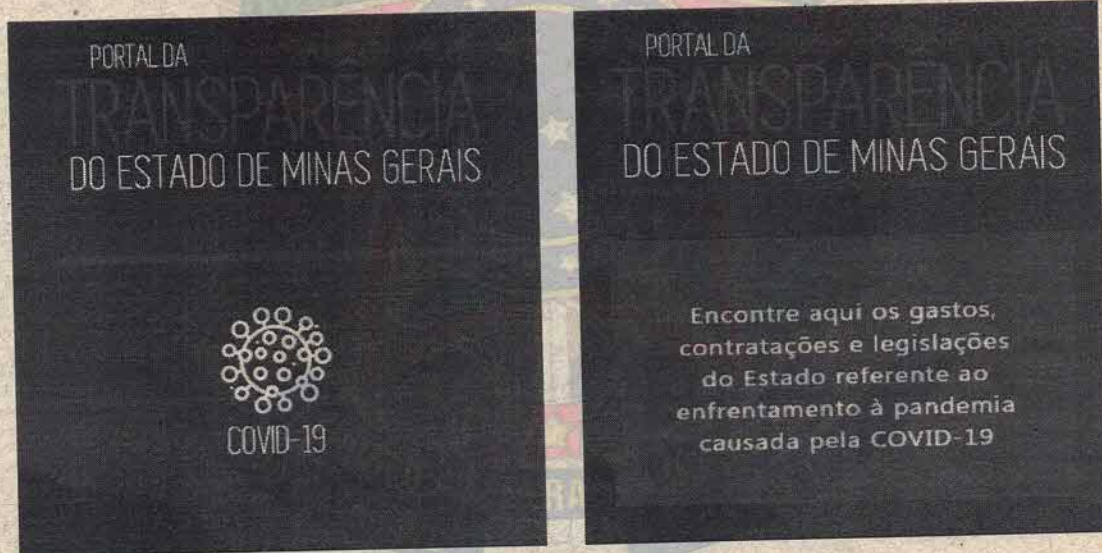 PORTAL DA
TRANSPARÊNCIA
DO ESTADO DE MINAS GERAIS
COVID-19
PORTAL DA
TRANSPARÊNCIA
DO ESTADO DE MINAS GERAIS
Encontre aqui os gastos,
contratações e legislações
do Estado referente ao
enfrentamento à pandemia
causada pela COVID-19